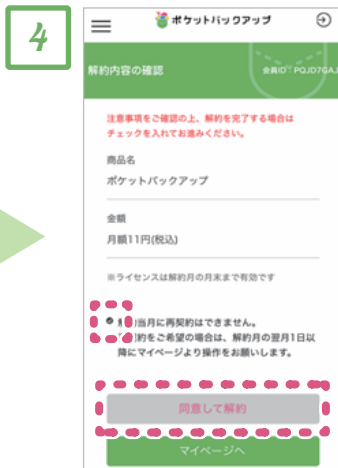 4
ポケットバックアップ
解約内容の確認
会員ID：PQJD7GAJ
注意事項をご確認の上、解約を完了する場合は
チェックを入れてお進みください。
商品名
ポケットバックアップ
金額
月額11円(税込)
※ライセンスは解約月の月末まで有効です
当月に再契約はできません。
約をご希望の場合は、解約月の翌月1日以
降にマイページより操作をお願いします。
同意して解約
マイページへ